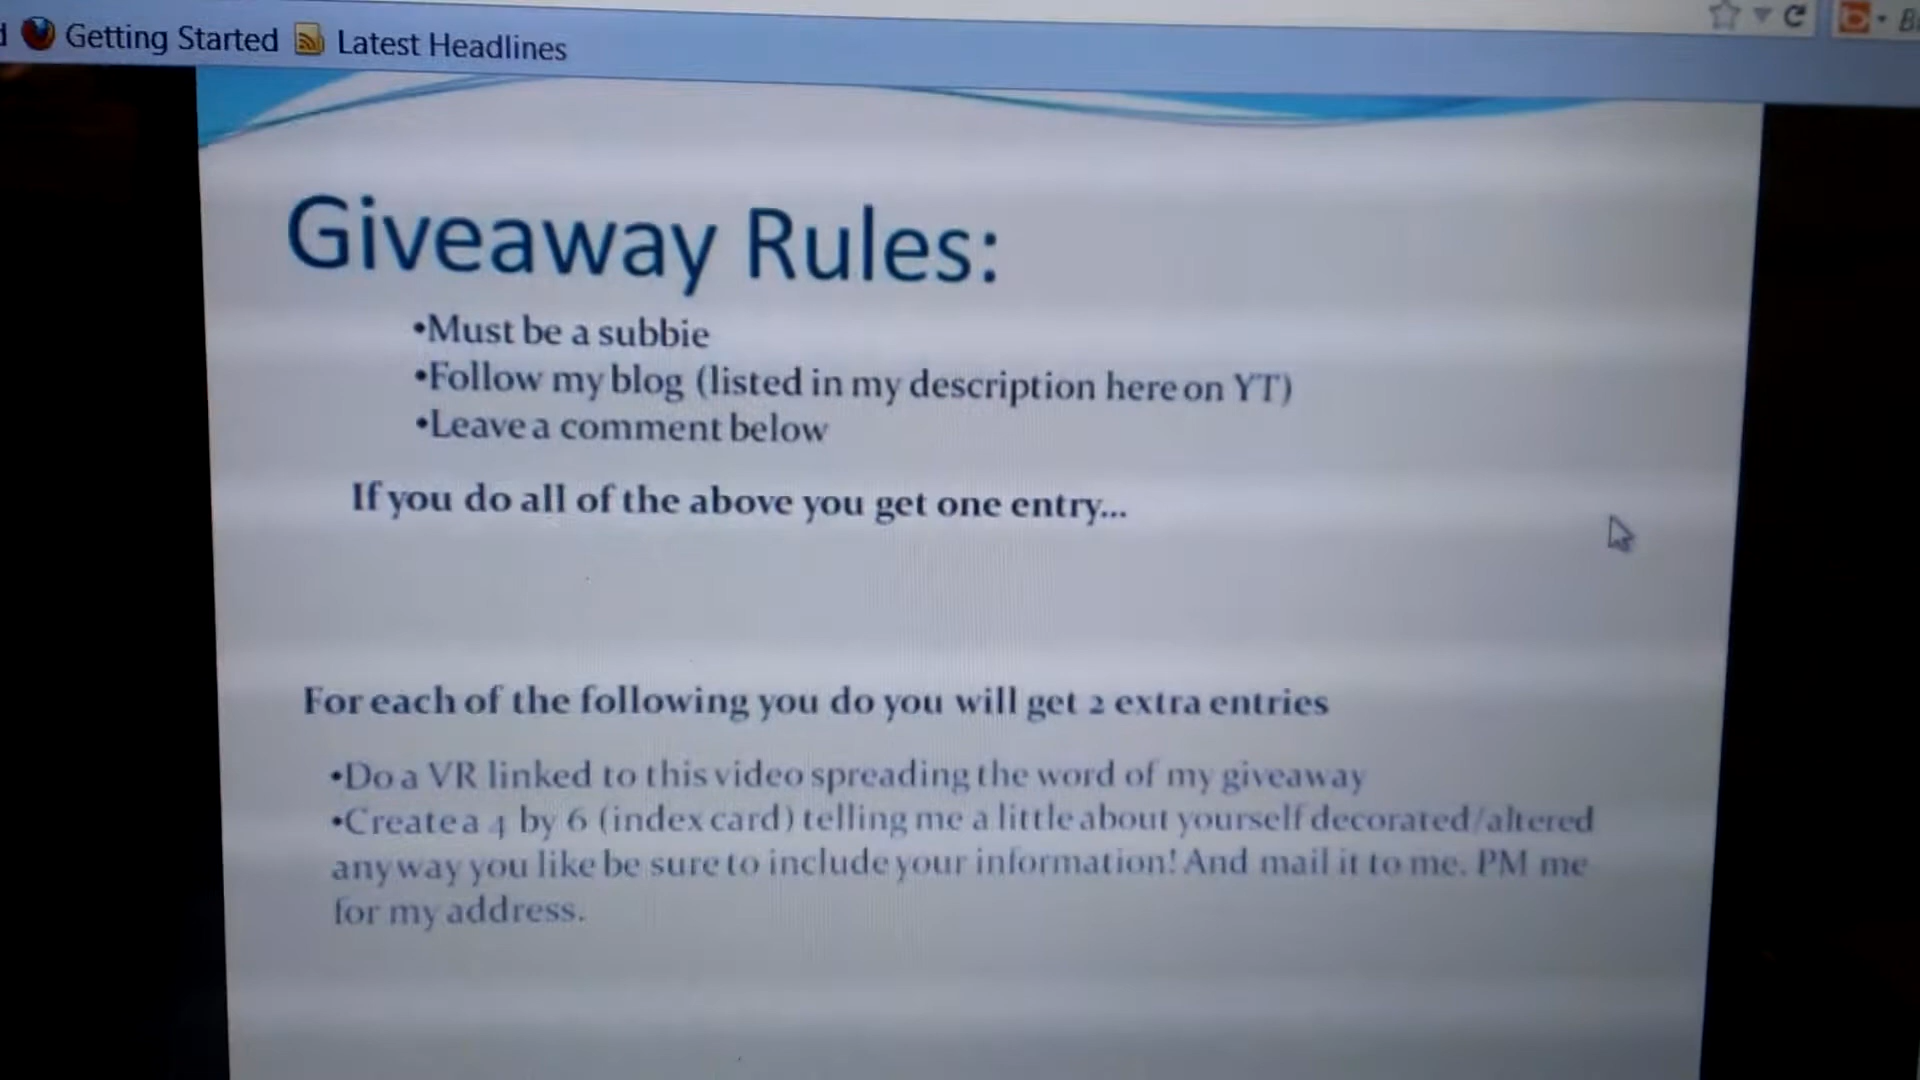 Getting Started Latest Headlines
Giveaway Rules:
•Must be a subbie
•Follow my blog (listed in my description here on YT)
•Leave a comment below
If you do all of the above you get one entry...
For each of the following you do you will get 2 extra entries
•Do a VR linked to this video spreading the word of my giveaway
•Create a 4 by 6 (index card) telling me a little about yourself decorated/altered
any way you like be sure to include your information! And mail it to me. PM me
for my address.